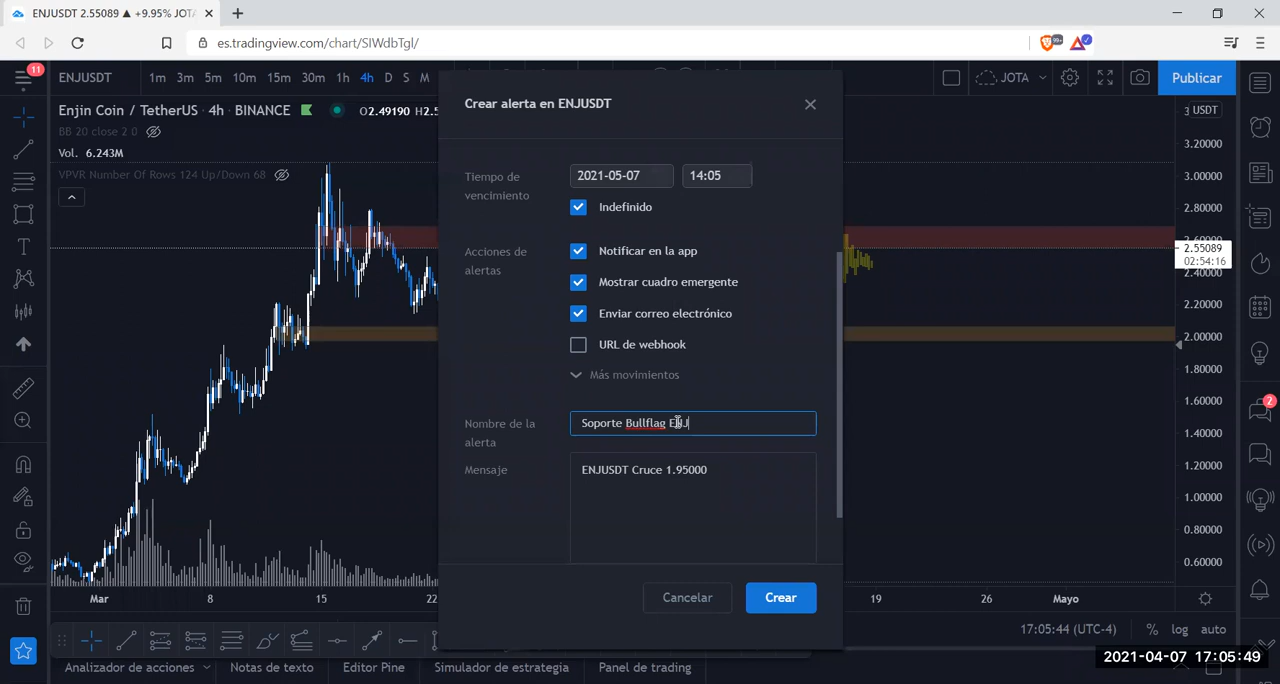 ENJUSDT 2.55089 ▲ +9.95% JOTA
es.tradingview.com/chart/SIWdbTgl/
99+
11
ENJUSDT
1m 3m 5m 10m 15m 30m 1h 4h D S M
JOTA
Publicar
Enjin Coin / TetherUS · 4h · BINANCE
O2.49190 H2.5
BB 20 close 2 0
Vol. 6.243M
VPVR Number Of Rows 124 Up/Down 68
Crear alerta en ENJUSDT
Tiempo de vencimiento
2021-05-07
14:05
Indefinido
Acciones de alertas
Notificar en la app
Mostrar cuadro emergente
Enviar correo electrónico
URL de webhook
Más movimientos
Nombre de la alerta
Soporte Bullflag ENJ
Mensaje
ENJUSDT Cruce 1.95000
Cancelar
Crear
3
USDT
3.20000
3.00000
2.80000
2.60000
2.55089
02:54:16
2.40000
2.20000
2.00000
1.80000
1.60000
1.40000
1.20000
1.00000
0.80000
0.60000
2
Mar 8 15 22 19 26 Mayo
17:05:44 (UTC-4) % log auto
Analizador de acciones Notas de texto Editor Pine Simulador de estrategia Panel de trading
2021-04-07 17:05:49